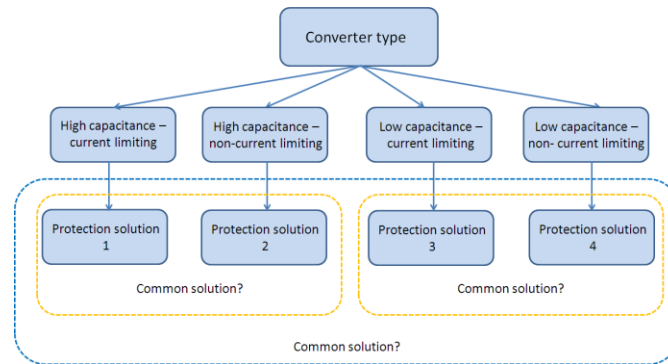 Converter type
High capacitance –
current limiting
High capacitance –
non-current limiting
Low capacitance –
current limiting
Low capacitance –
non- current limiting
Protection solution
1
Protection solution
2
Protection solution
3
Protection solution
4
Common solution?
Common solution?
Common solution?